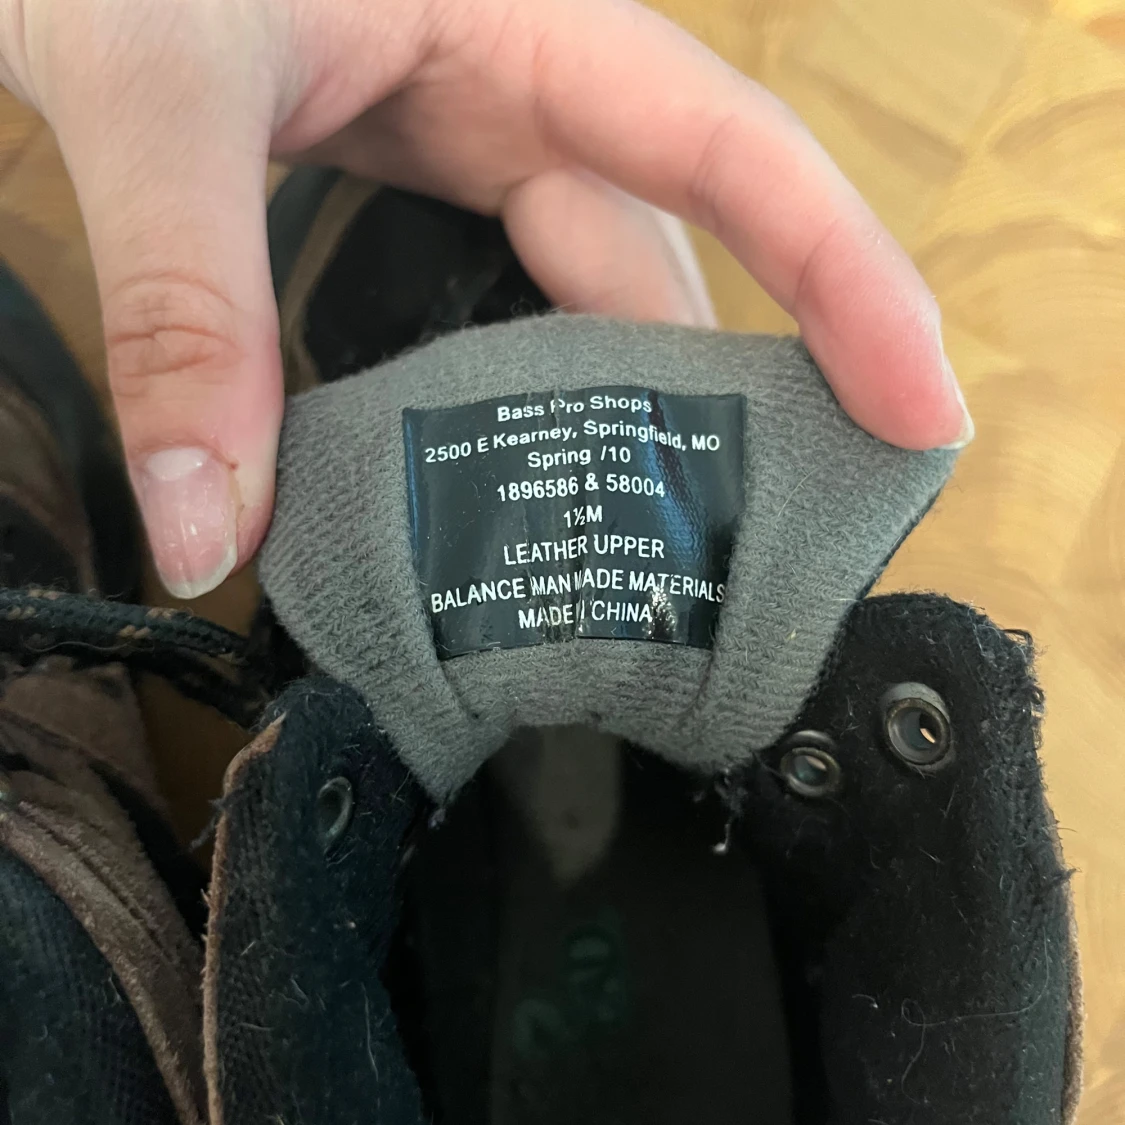 Bass Pro Shops
2500 E Kearney, Springfield, MO
Spring /10
1896586 & 58004
1½M
LEATHER UPPER
BALANCE MAN MADE MATERIALS
MADE I CHINA